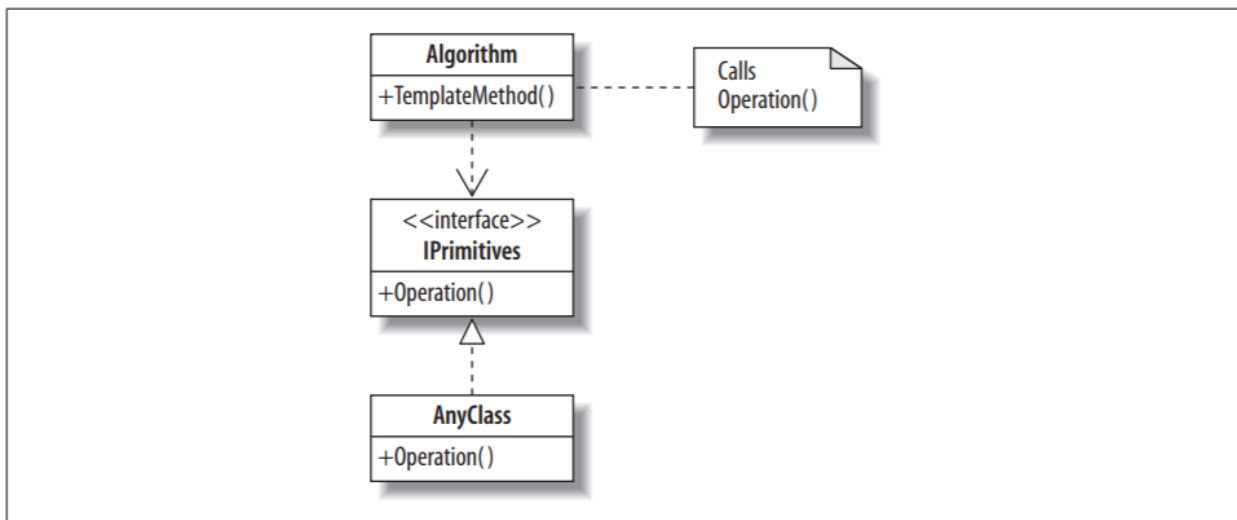 Algorithm
+TemplateMethod()
Calls
Operation()
<<interface>>
IPrimitives
+Operation()
AnyClass
+Operation()